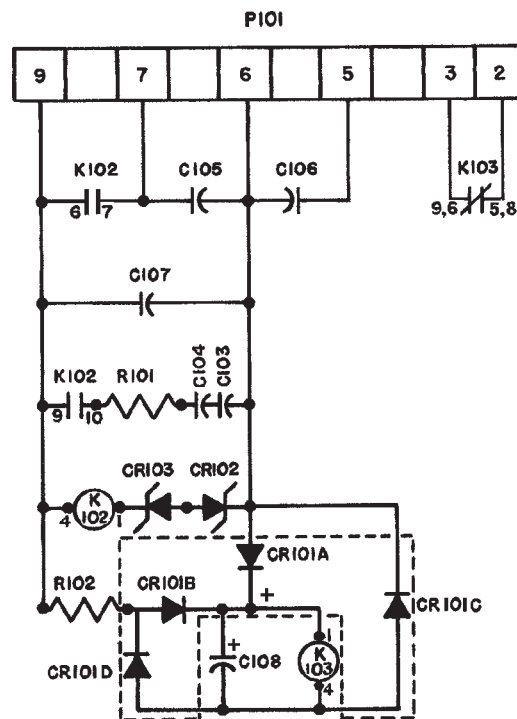 P101
9 7 6 5 3 2
K102 C105 C106 K103
6 7 9,6 5,8
C107
K102 R101 C104 C103
9 10
CR103 CR102
K 102
4 1
CR101A
+
R102 CR101B CR101C
+ 1
CR101D C108 K 103
4